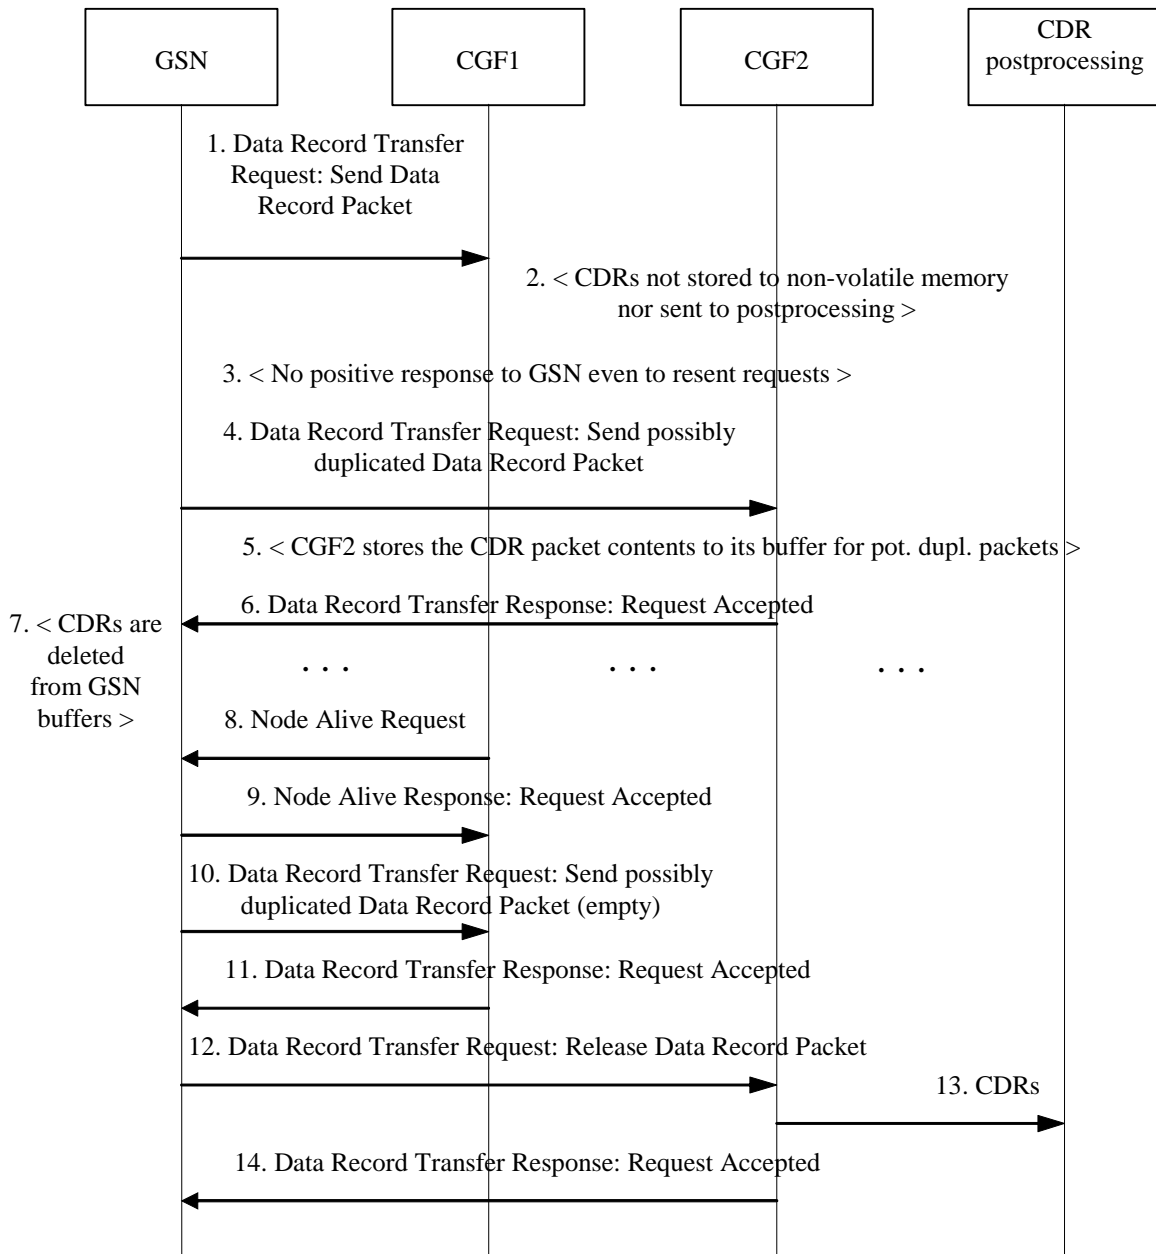 GSN
CGF1
CGF2
CDR
postprocessing
1. Data Record Transfer
Request: Send Data
Record Packet
2. < CDRs not stored to non-volatile memory
nor sent to postprocessing >
3. < No positive response to GSN even to resent requests >
4. Data Record Transfer Request: Send possibly
duplicated Data Record Packet
5. < CGF2 stores the CDR packet contents to its buffer for pot. dupl. packets >
6. Data Record Transfer Response: Request Accepted
7. < CDRs are
deleted
from GSN
buffers >
. . .
. . .
. . .
8. Node Alive Request
9. Node Alive Response: Request Accepted
10. Data Record Transfer Request: Send possibly
duplicated Data Record Packet (empty)
11. Data Record Transfer Response: Request Accepted
12. Data Record Transfer Request: Release Data Record Packet
13. CDRs
14. Data Record Transfer Response: Request Accepted